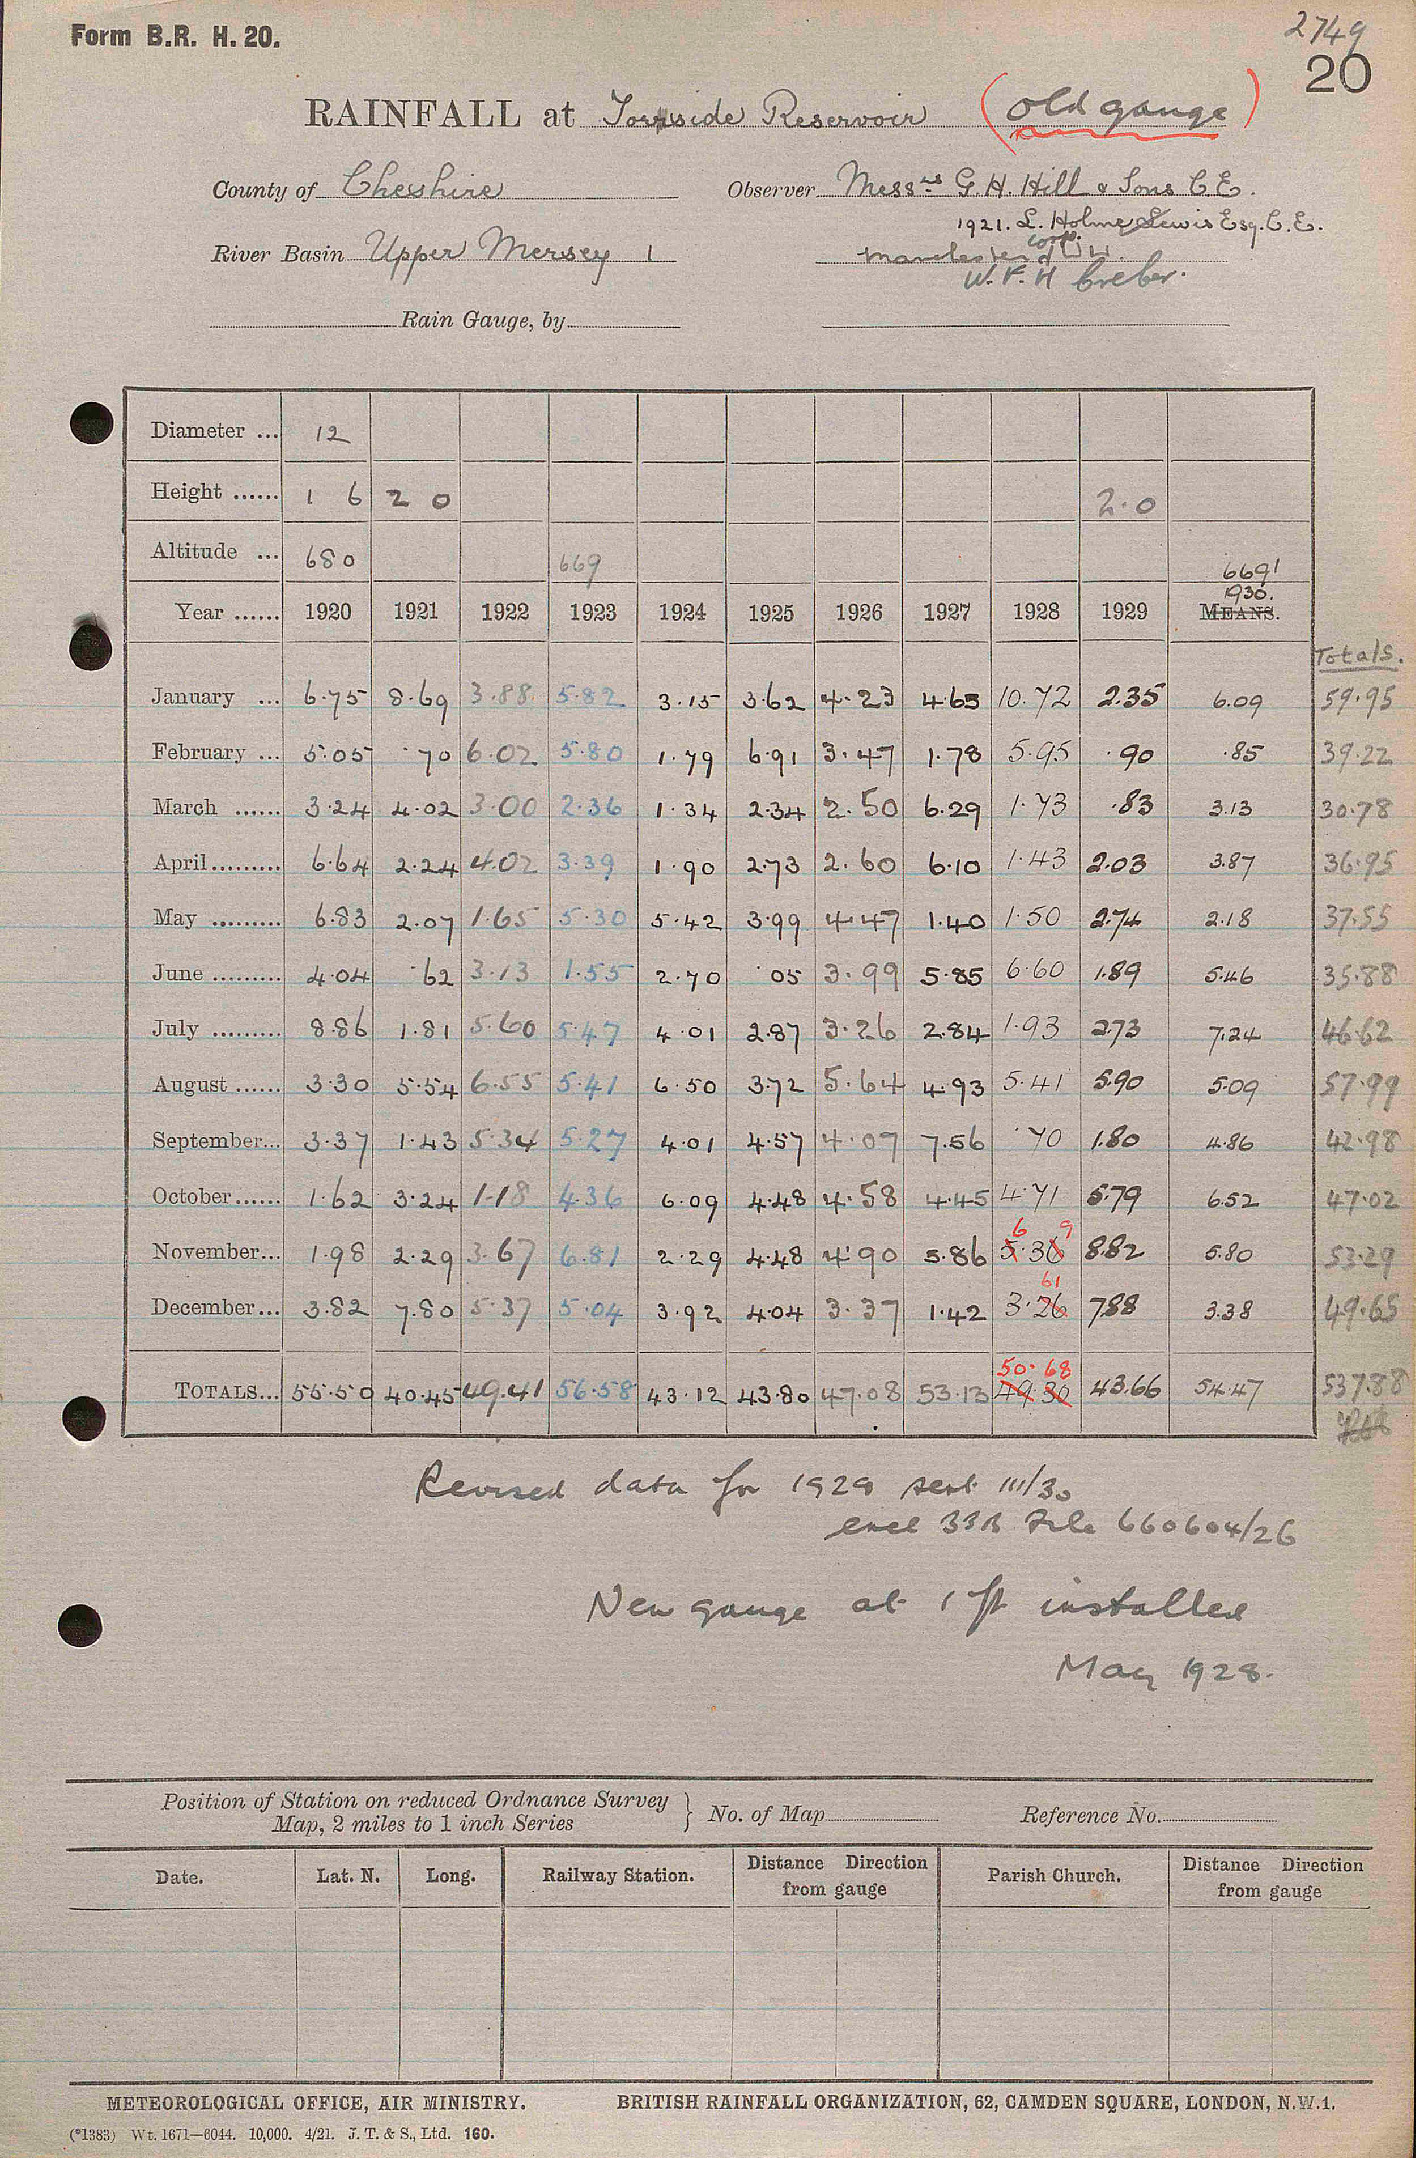 Form B.R. H. 20.
2749
20
RAINFALL at Torside Reservoir (old gauge)
County of Cheshire Observer Messrs G. H. Hill & Sons C E.
1921. L. Holme Lewis Esq. C. E.
River Basin Upper Mersey 1 Manchester Corp. W W.
W. F. H Creber.
Rain Gauge, by
Diameter ... 12
Height ...... 1 6 2 0 2.0
Altitude ... 680 669 669'
1930.
Year ...... 1920 1921 1922 1923 1924 1925 1926 1927 1928 1929 MEANS.
Totals.
January ... 6.75 8.69 3.88 5.82 3.15 3.62 4.23 4.65 10.72 2.35 6.09 59.95
February ... 5.05 .70 6.02 5.80 1.79 6.91 3.47 1.78 5.95 .90 .85 39.22
March ...... 3.24 4.02 3.00 2.36 1.34 2.34 2.50 6.29 1.73 .83 3.13 30.78
April......... 6.64 2.24 4.02 3.39 1.90 2.73 2.60 6.10 1.43 2.03 3.87 36.95
May ......... 6.83 2.07 1.65 5.30 5.42 3.99 4.47 1.40 1.50 2.74 2.18 37.55
June ......... 4.04 .62 3.13 1.55 2.70 .05 3.99 5.85 6.60 1.89 5.46 35.88
July ......... 8.86 1.81 5.60 5.47 4.01 2.87 3.26 2.84 1.93 2.73 7.24 46.62
August ...... 3.30 5.54 6.55 5.41 6.50 3.72 5.64 4.93 5.41 5.90 5.09 57.99
September... 3.37 1.43 5.34 5.27 4.01 4.57 4.07 7.56 .70 1.80 4.86 42.98
October...... 1.62 3.24 1.18 4.36 6.09 4.48 4.58 4.45 4.71 5.79 6.52 47.02
6 9
November... 1.98 2.29 3.67 6.81 2.29 4.48 4.90 5.86 5.36 8.82 5.80 53.29
61
December... 3.82 7.80 5.37 5.04 3.92 4.04 3.37 1.42 3.26 7.88 3.38 49.65
50.68
TOTALS... 55.50 40.45 49.41 56.58 43.12 43.80 47.08 53.13 49.30 43.66 54.47 537.88
Revised data for 1929 sent 111/30
encl 33B File 660604/26
New gauge at 1 ft installed
May 1928.
Position of Station on reduced Ordnance Survey
Map, 2 miles to 1 inch Series } No. of Map Reference No.
Date. Lat. N. Long. Railway Station. Distance Direction from gauge Parish Church. Distance Direction from gauge
METEOROLOGICAL OFFICE, AIR MINISTRY. BRITISH RAINFALL ORGANIZATION, 62, CAMDEN SQUARE, LONDON, N.W.1.
(*1383) Wt. 1671—6044. 10,000. 4/21. J. T. & S., Ltd. 160.